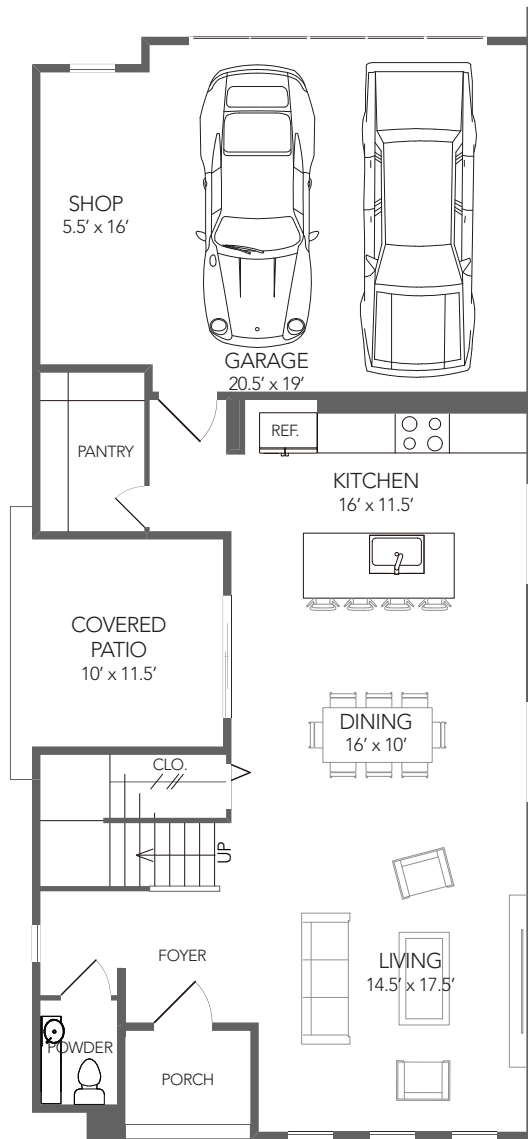 SHOP
5.5’ x 16’
GARAGE
20.5’ x 19’
REF.
PANTRY
KITCHEN
16’ x 11.5’
COVERED
PATIO
10’ x 11.5’
DINING
16’ x 10’
CLO.
UP
FOYER
LIVING
14.5’ x 17.5’
POWDER
PORCH